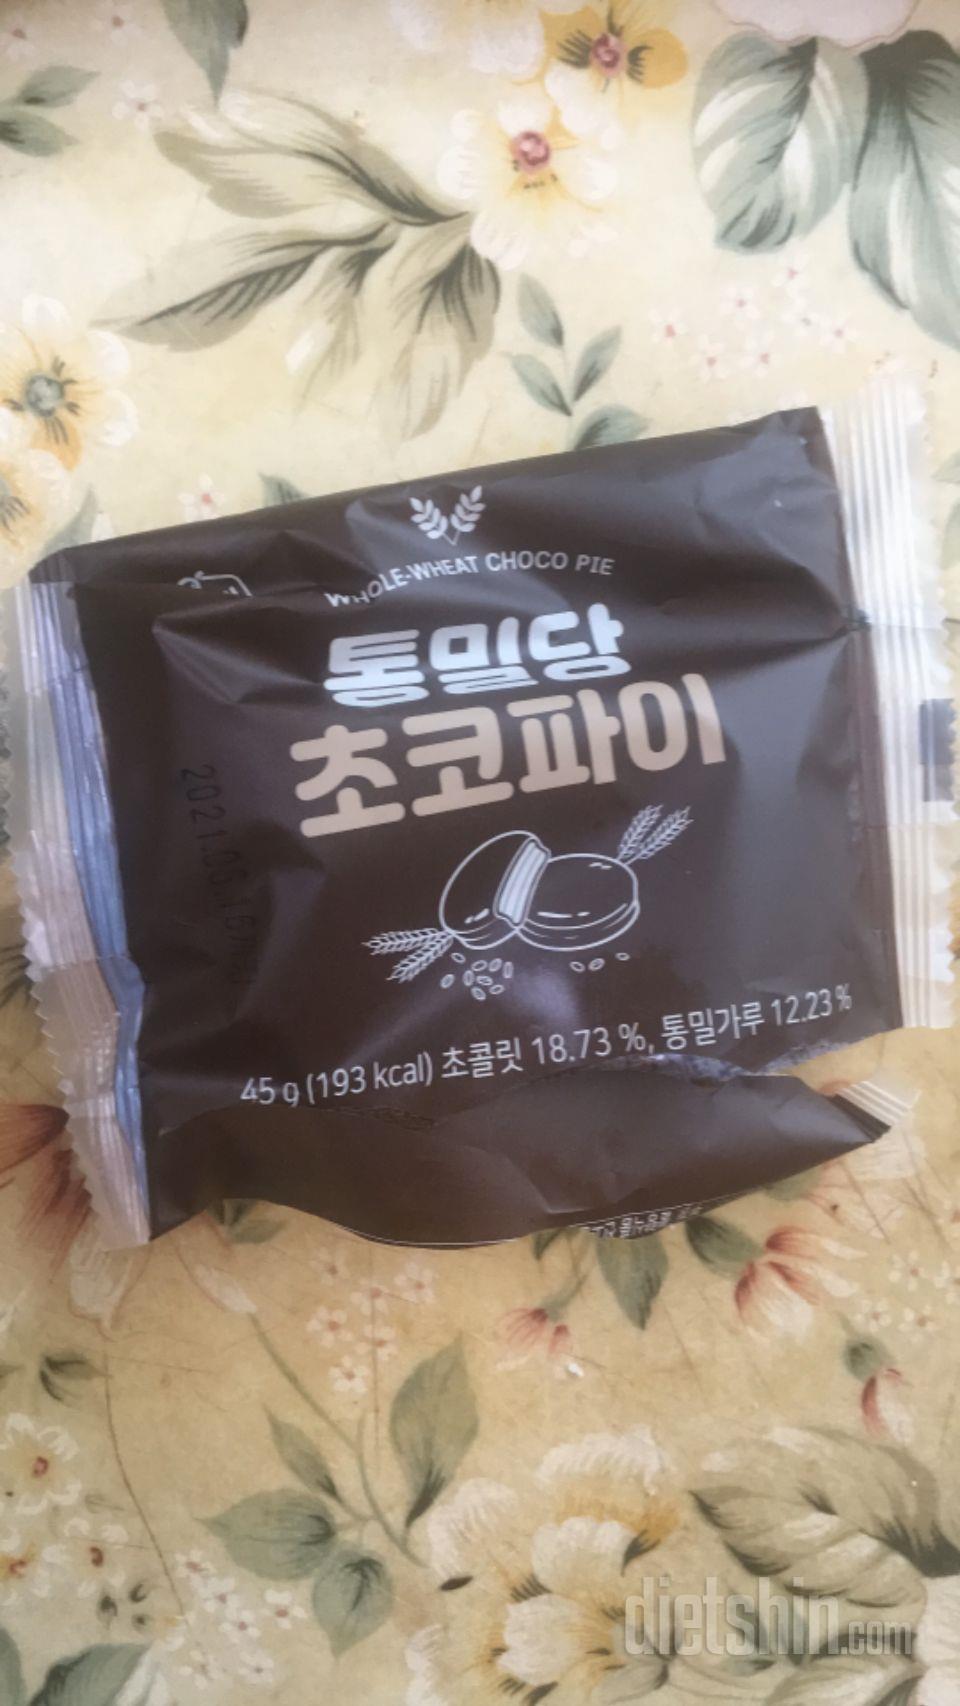 WHOLE-WHEAT CHOCO PIE
통밀당
초코파이
45 g (193 kcal) 초콜릿 18.73 %, 통밀가루 12.23 %
dietshin.com